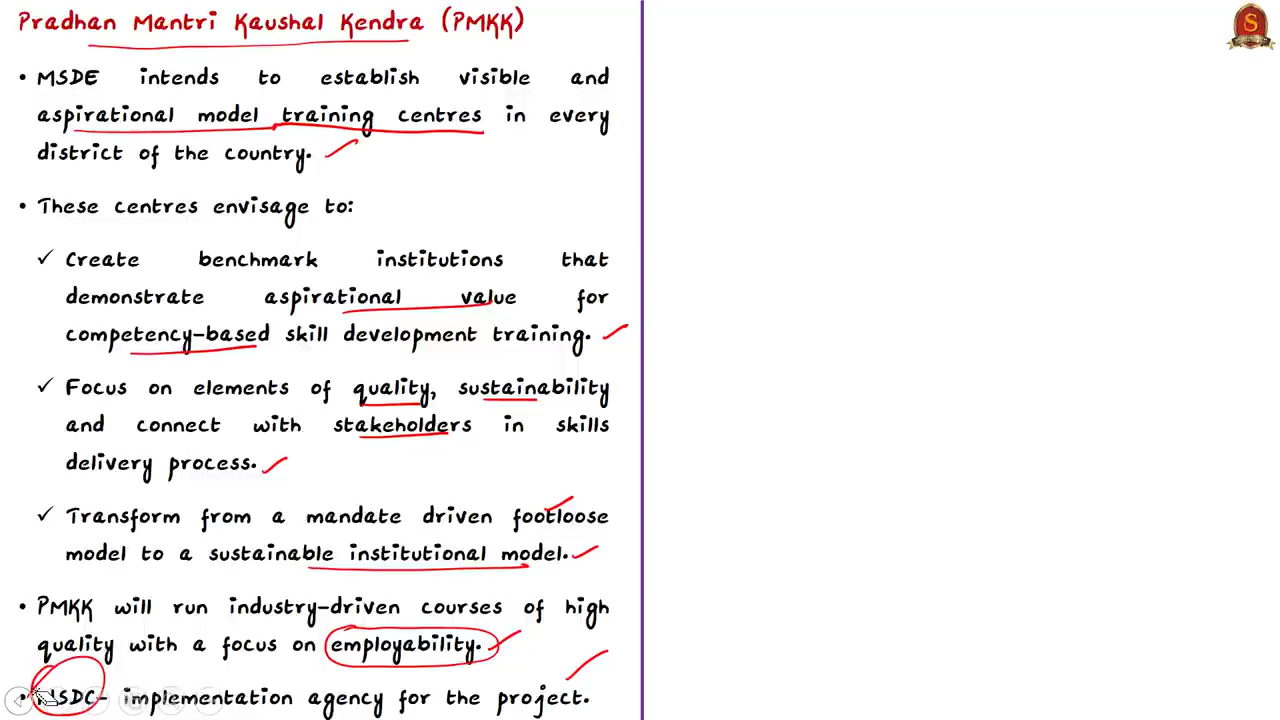 Pradhan Mantri Kaushal Kendra (PMKK)
• MSDE intends to establish visible and
aspirational model training centres in every
district of the country.
• These centres envisage to:
✓ Create benchmark institutions that
demonstrate aspirational value for
competency-based skill development training.
✓ Focus on elements of quality, sustainability
and connect with stakeholders in skills
delivery process.
✓ Transform from a mandate driven footloose
model to a sustainable institutional model.
• PMKK will run industry-driven courses of high
quality with a focus on employability.
• NSDC- implementation agency for the project.
S